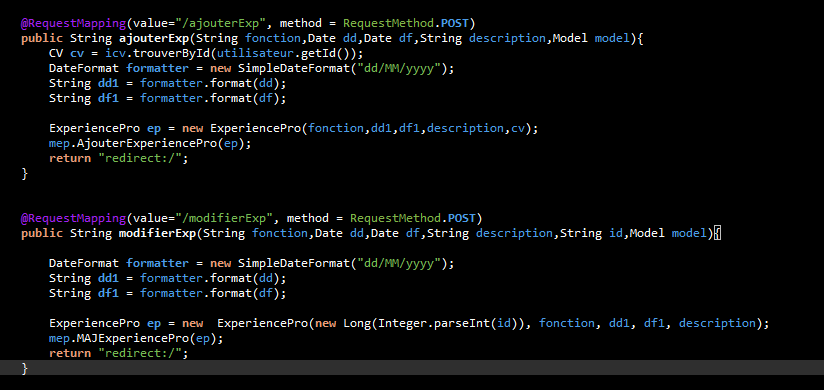 @RequestMapping(value="/ajouterExp", method = RequestMethod.POST)
public String ajouterExp(String fonction,Date dd,Date df,String description,Model model){
    CV cv = icv.trouverById(utilisateur.getId());
    DateFormat formatter = new SimpleDateFormat("dd/MM/yyyy");
    String dd1 = formatter.format(dd);
    String df1 = formatter.format(df);

    ExperiencePro ep = new ExperiencePro(fonction,dd1,df1,description,cv);
    mep.AjouterExperiencePro(ep);
    return "redirect:/";
}

@RequestMapping(value="/modifierExp", method = RequestMethod.POST)
public String modifierExp(String fonction,Date dd,Date df,String description,String id,Model model){

    DateFormat formatter = new SimpleDateFormat("dd/MM/yyyy");
    String dd1 = formatter.format(dd);
    String df1 = formatter.format(df);

    ExperiencePro ep = new  ExperiencePro(new Long(Integer.parseInt(id)), fonction, dd1, df1, description);
    mep.MAJExperiencePro(ep);
    return "redirect:/";
}